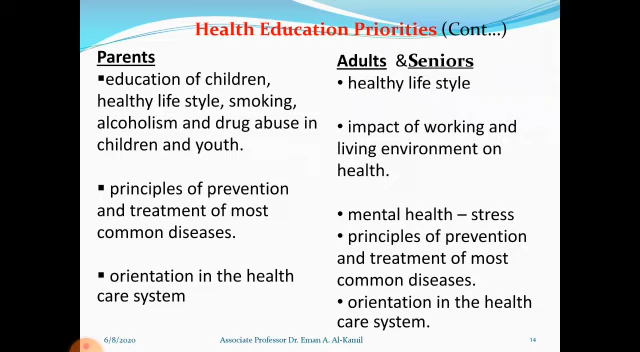 Health Education Priorities (Cont...)
Parents
▪education of children,
healthy life style, smoking,
alcoholism and drug abuse in
children and youth.
▪ principles of prevention
and treatment of most
common diseases.
▪ orientation in the health
care system
Adults &Seniors
• healthy life style
• impact of working and
living environment on
health.
• mental health – stress
• principles of prevention
and treatment of most
common diseases.
• orientation in the health
care system.
6/8/2020
Associate Professor Dr. Eman A. Al-Kamil
14